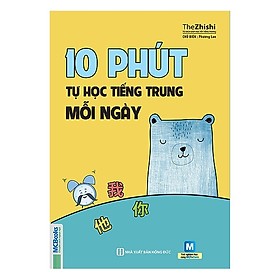 TheZhishi
CHỦ BIÊN: Thương Lan
10 PHÚT
TỰ HỌC TIẾNG TRUNG
MỖI NGÀY
我
你
他
MCBooks
NHÀ XUẤT BẢN HỒNG ĐỨC